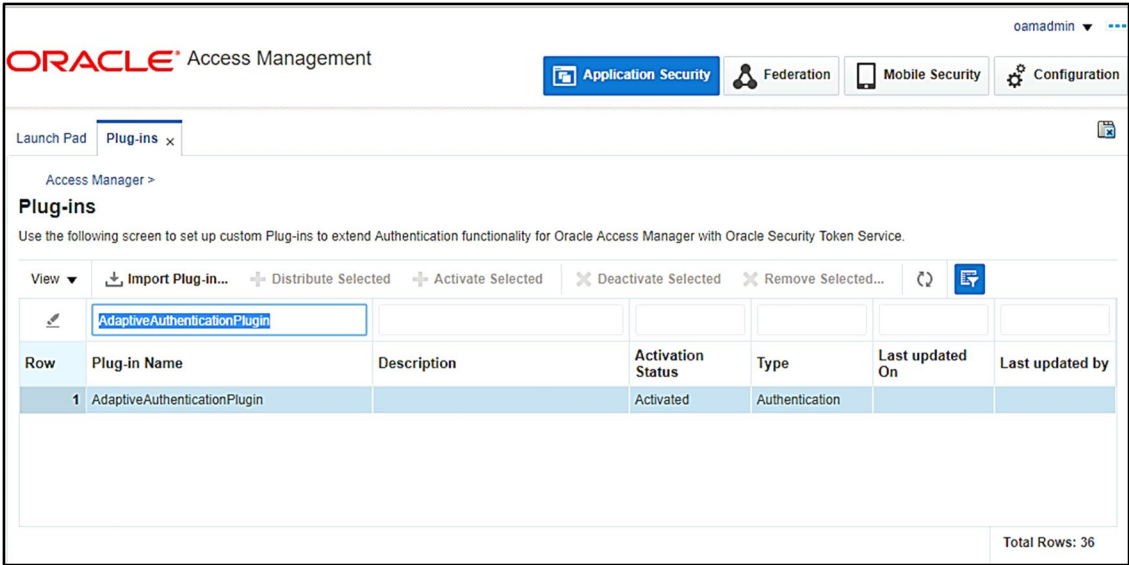 oamadmin
ORACLE Access Management
Application Security Federation Mobile Security Configuration
Launch Pad Plug-ins x
Access Manager >
Plug-ins
Use the following screen to set up custom Plug-ins to extend Authentication functionality for Oracle Access Manager with Oracle Security Token Service.
View Import Plug-in... Distribute Selected Activate Selected Deactivate Selected Remove Selected...
AdaptiveAuthenticationPlugin
Row Plug-in Name Description Activation Status Type Last updated On Last updated by
1 AdaptiveAuthenticationPlugin Activated Authentication
Total Rows: 36